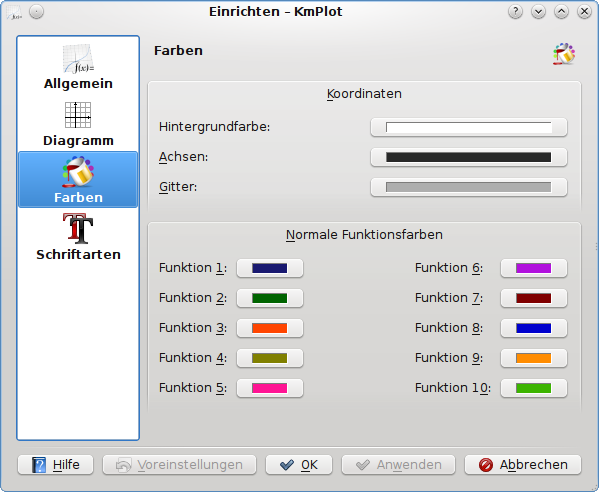 Einrichten – KmPlot
Farben
Allgemein
Diagramm
Farben
Schriftarten
Koordinaten
Hintergrundfarbe:
Achsen:
Gitter:
Normale Funktionsfarben
Funktion 1: Funktion 6:
Funktion 2: Funktion 7:
Funktion 3: Funktion 8:
Funktion 4: Funktion 9:
Funktion 5: Funktion 10:
Hilfe Voreinstellungen OK Anwenden Abbrechen